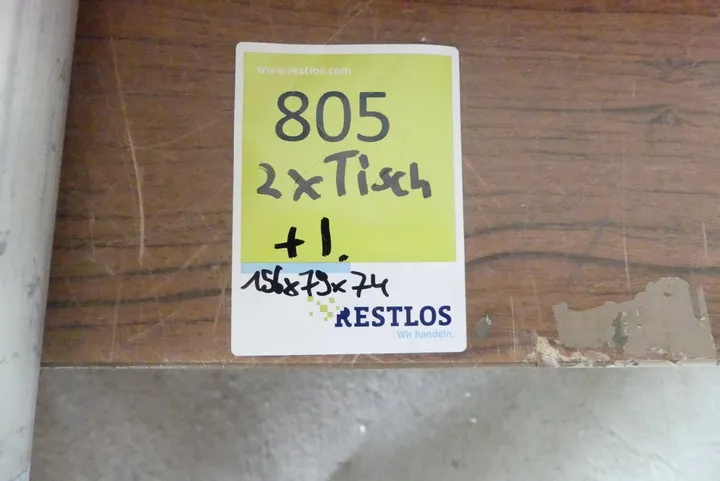 www.restlos.com
805
2xTisch
+1.
156x79x74
RESTLOS
Wir handeln.